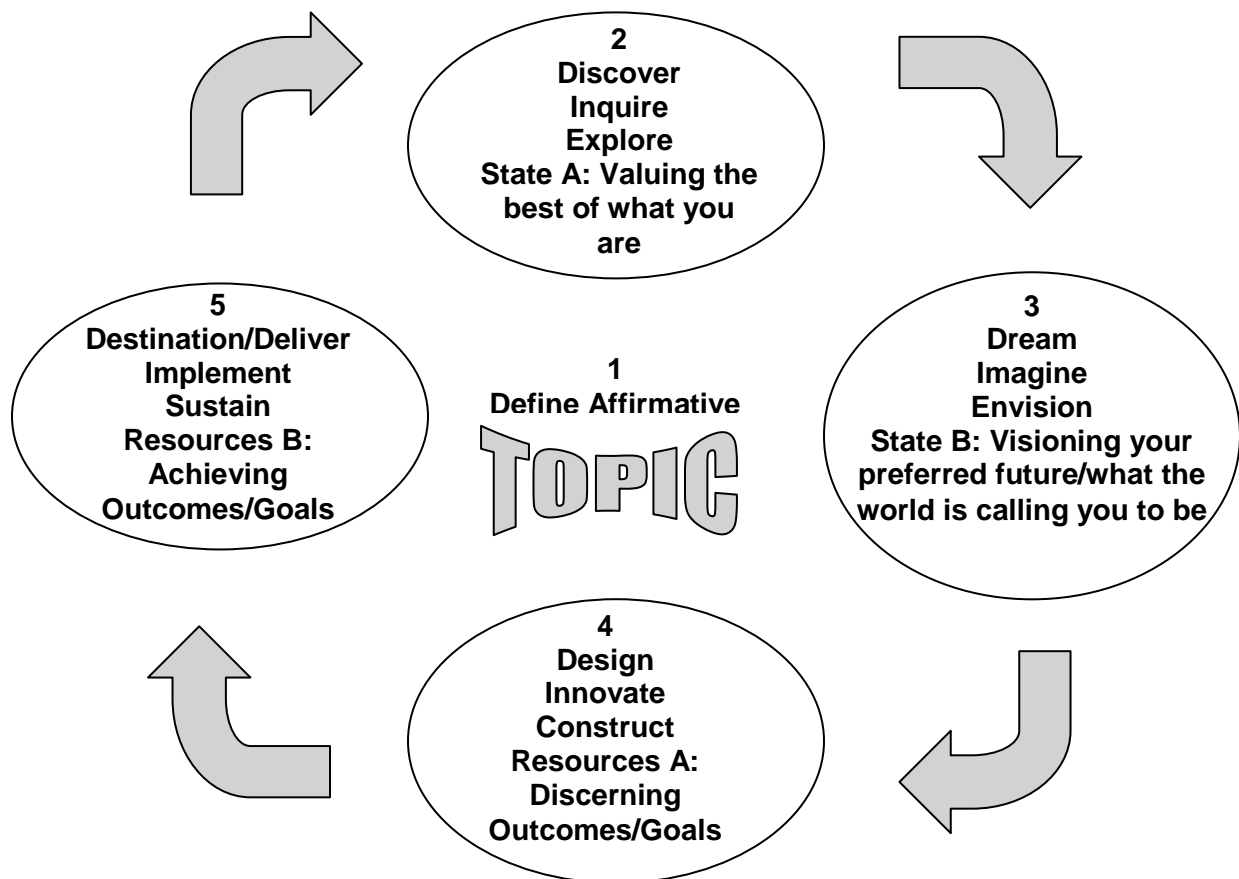 1
Define Affirmative
TOPIC
2
Discover
Inquire
Explore
State A: Valuing the
best of what you
are
3
Dream
Imagine
Envision
State B: Visioning your
preferred future/what the
world is calling you to be
4
Design
Innovate
Construct
Resources A:
Discerning
Outcomes/Goals
5
Destination/Deliver
Implement
Sustain
Resources B:
Achieving
Outcomes/Goals